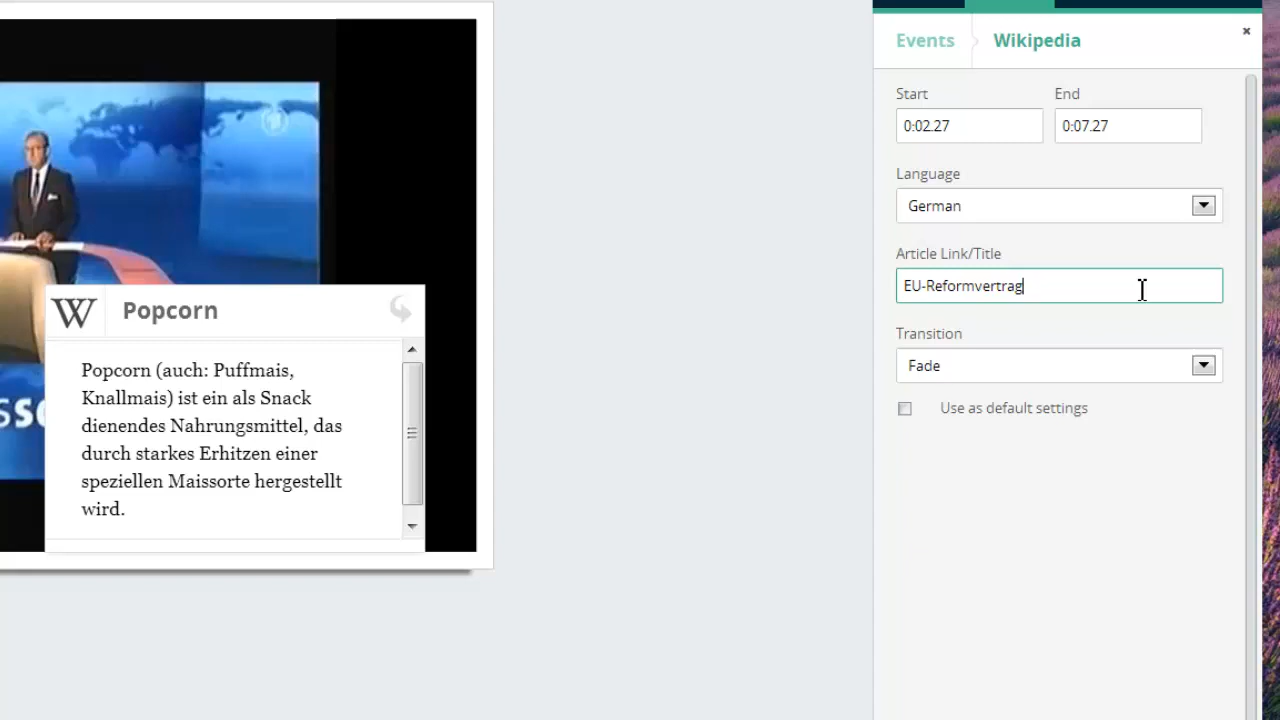 Events
Wikipedia
Start
End
0:02.27
0:07.27
Language
German
Article Link/Title
EU-Reformvertrag
Transition
Fade
Use as default settings
W
Popcorn
Popcorn (auch: Puffmais,
Knallmais) ist ein als Snack
dienendes Nahrungsmittel, das
durch starkes Erhitzen einer
speziellen Maissorte hergestellt
wird.